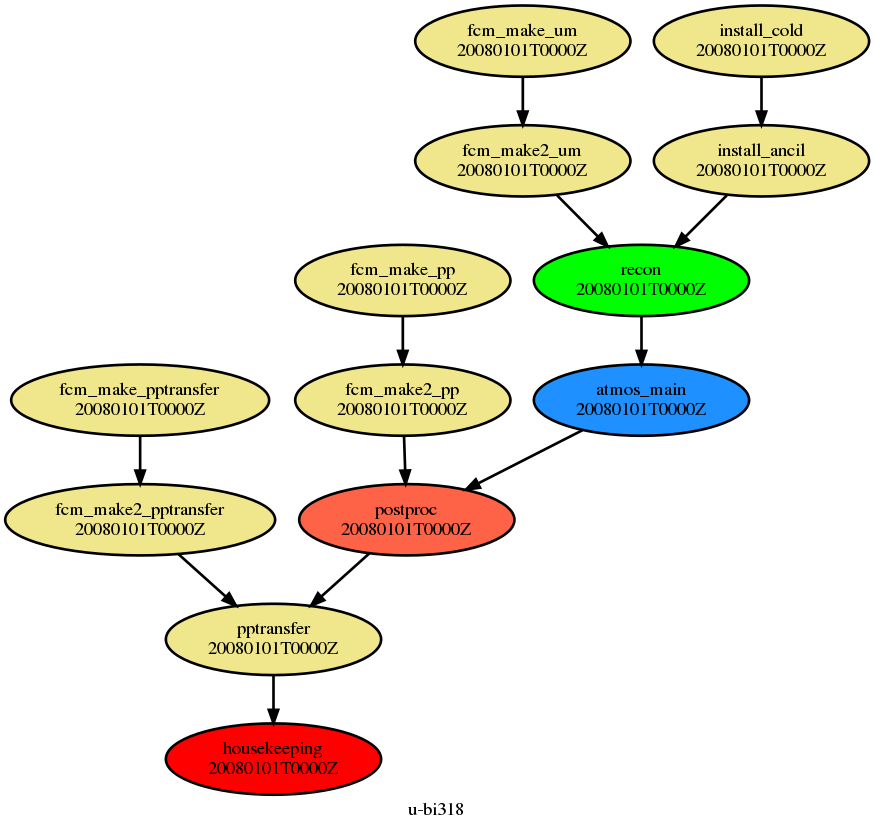 fcm_make_um
20080101T0000Z
install_cold
20080101T0000Z
fcm_make2_um
20080101T0000Z
install_ancil
20080101T0000Z
fcm_make_pp
20080101T0000Z
recon
20080101T0000Z
fcm_make_pptransfer
20080101T0000Z
fcm_make2_pp
20080101T0000Z
atmos_main
20080101T0000Z
fcm_make2_pptransfer
20080101T0000Z
postproc
20080101T0000Z
pptransfer
20080101T0000Z
housekeeping
20080101T0000Z
u-bi318